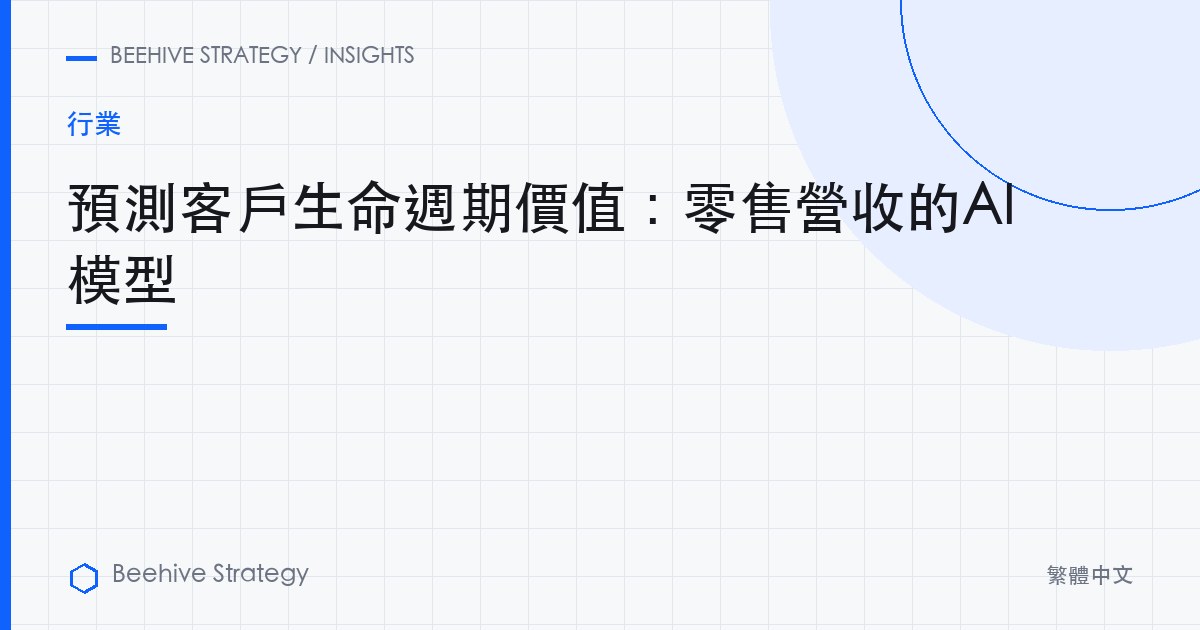 BEEHIVE STRATEGY / INSIGHTS
行業
預測客戶生命週期價值：零售營收的AI
模型
Beehive Strategy
繁體中文